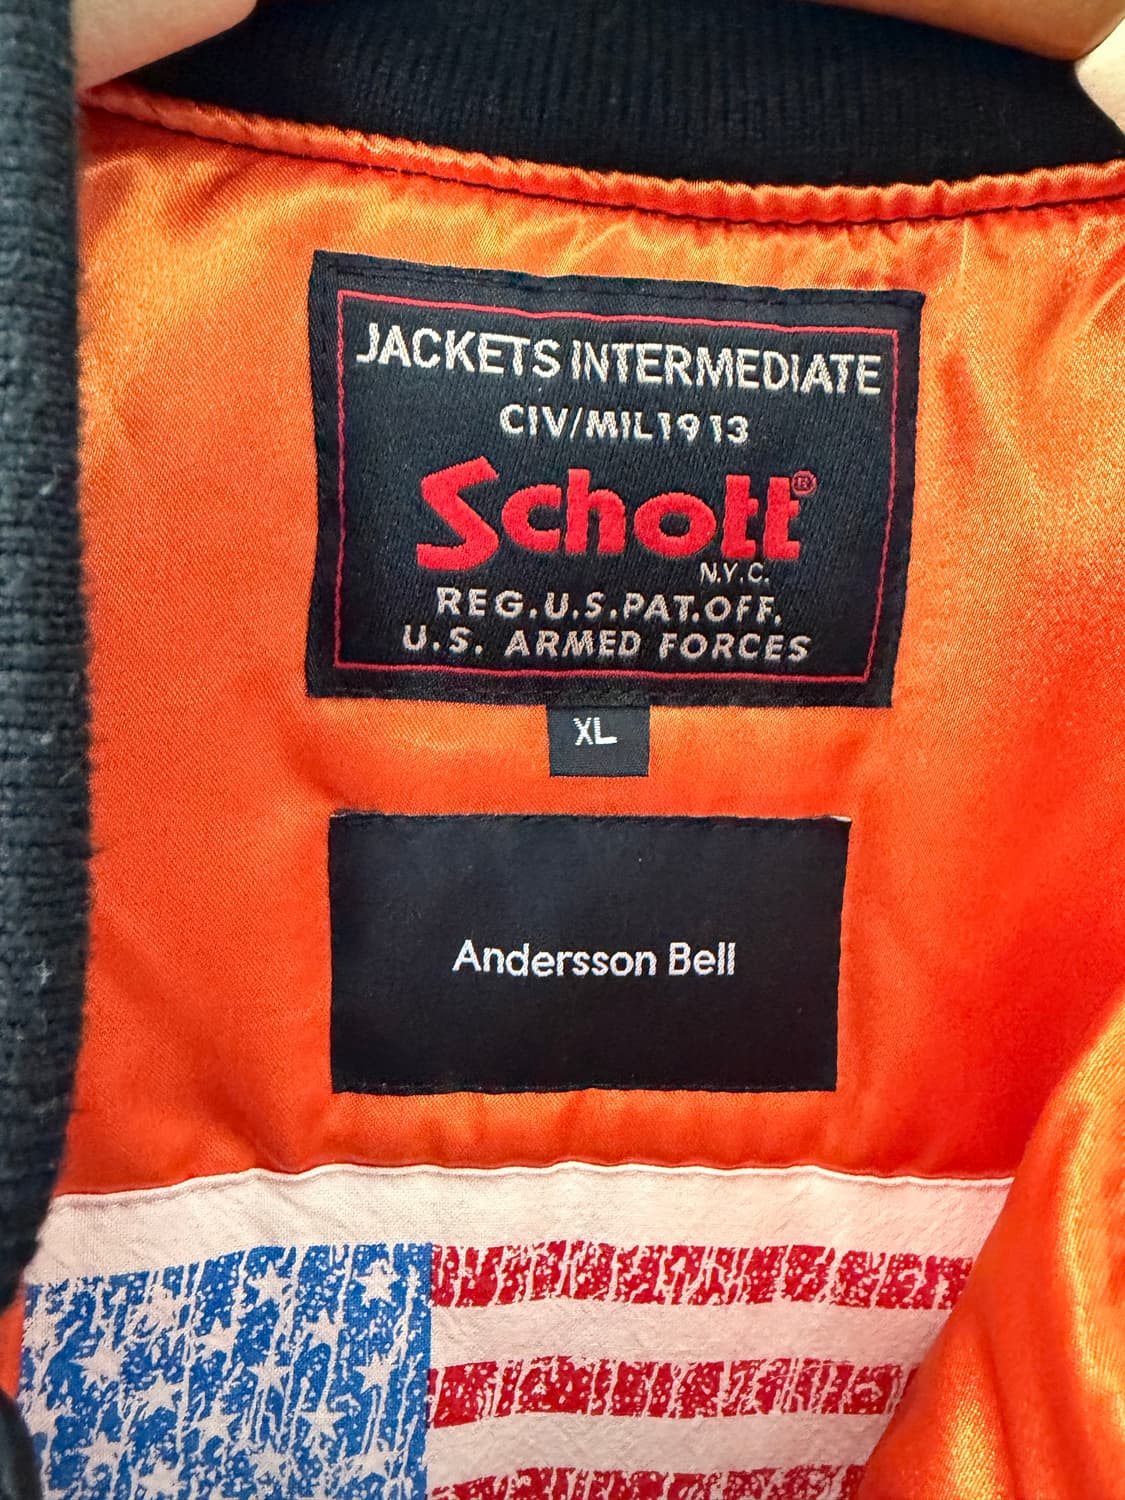 JACKETS INTERMEDIATE
CIV/MIL1913
Schott®
N.Y.C.
REG.U.S.PAT.OFF.
U.S. ARMED FORCES
XL
Andersson Bell